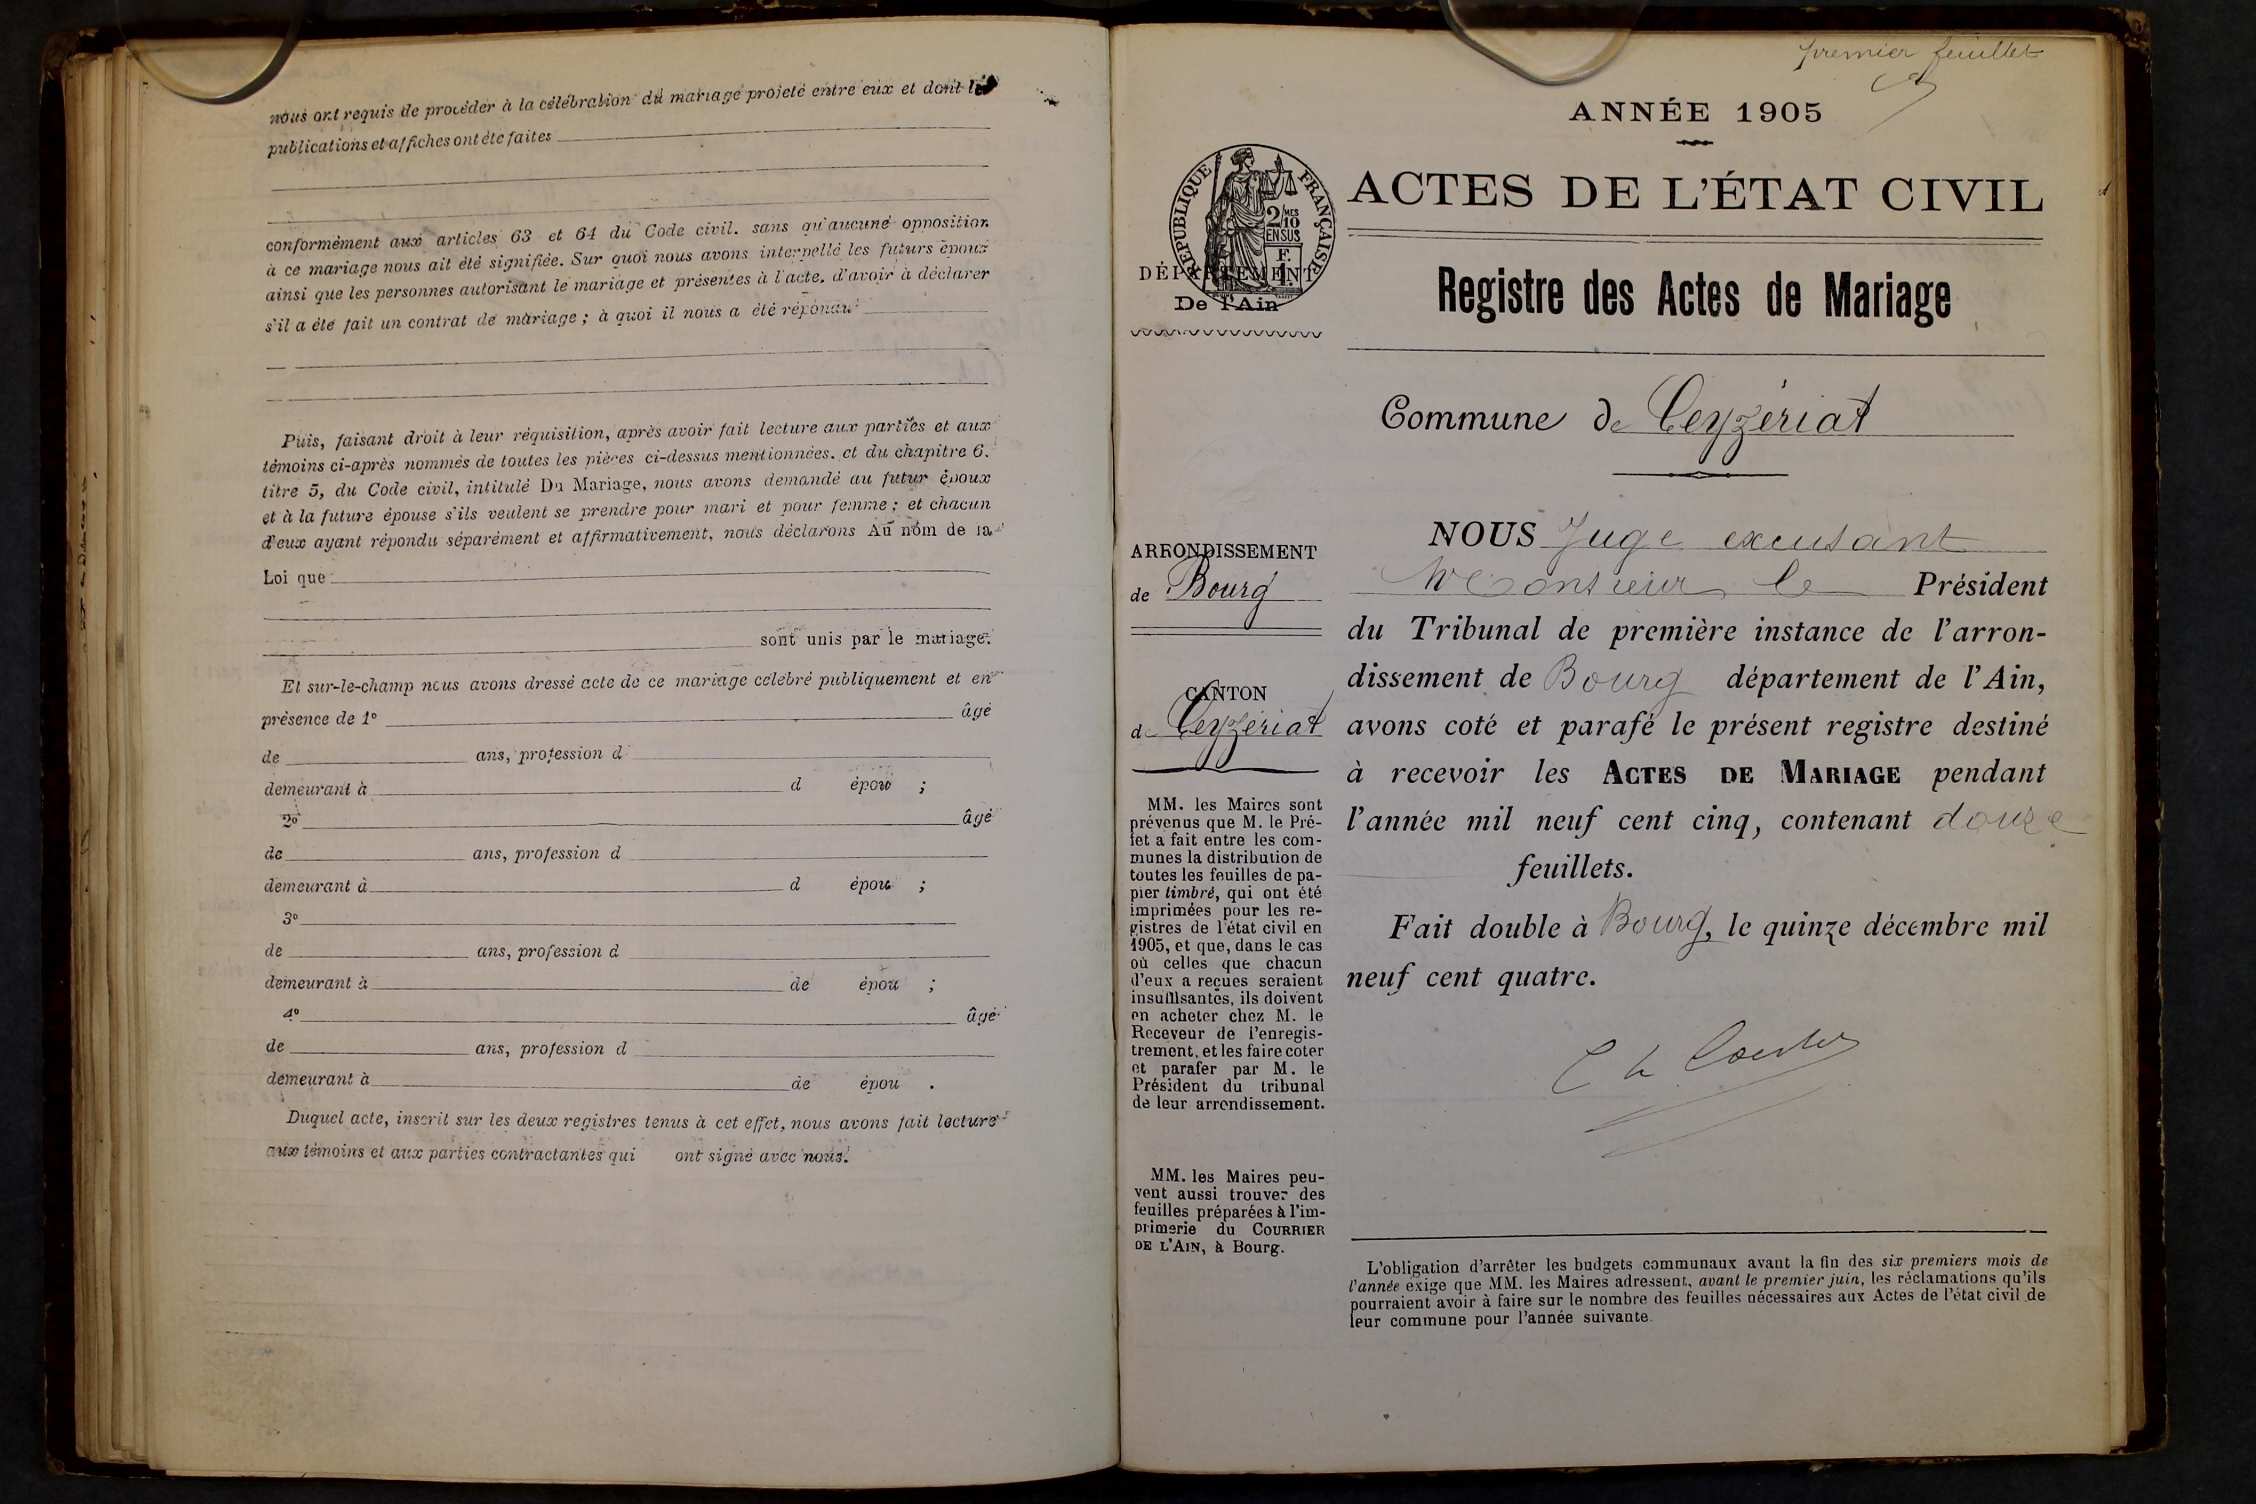 nous ont requis de procéder à la célébration du mariage projeté entre eux et dont les
publications et affiches ont été faites
conformément aux articles 63 et 64 du Code civil. sans qu'aucune opposition
à ce mariage nous ait été signifiée. Sur quoi nous avons interpellé les futurs époux
ainsi que les personnes autorisant le mariage et présentes à l'acte, d'avoir à déclarer
s'il a été fait un contrat de mariage ; à quoi il nous a été répondu
Puis, faisant droit à leur réquisition, après avoir fait lecture aux parties et aux
témoins ci-après nommés de toutes les pièces ci-dessus mentionnées. et du chapitre 6.
titre 5, du Code civil, intitulé Du Mariage, nous avons demandé au futur époux
et à la future épouse s'ils veulent se prendre pour mari et pour femme ; et chacun
d'eux ayant répondu séparément et affirmativement, nous déclarons Au nom de la
Loi que
sont unis par le mariage.
Et sur-le-champ nous avons dressé acte de ce mariage célébré publiquement et en
présence de 1º âgé
de ans, profession d
demeurant à d épou ;
2º âgé
de ans, profession d
demeurant à d épou ;
3º
de ans, profession d
demeurant à de épou ;
4º âgé
de ans, profession d
demeurant à de épou .
Duquel acte, inscrit sur les deux registres tenus à cet effet, nous avons fait lecture
aux témoins et aux parties contractantes qui ont signé avec nous.
premier feuillet
ANNÉE 1905
RÉPUBLIQUE FRANÇAISE
2/10 MES
EN SUS
F.
1.
ACTES DE L'ÉTAT CIVIL
DÉPARTEMENT
De l'Ain
Registre des Actes de Mariage
Commune de Ceyzériat
ARRONDISSEMENT
de Bourg
CANTON
de Ceyzériat
MM. les Maires sont
prévenus que M. le Pré-
fet a fait entre les com-
munes la distribution de
toutes les feuilles de pa-
pier timbré, qui ont été
imprimées pour les re-
gistres de l'état civil en
1905, et que, dans le cas
où celles que chacun
d'eux a reçues seraient
insuffisantes, ils doivent
en acheter chez M. le
Receveur de l'enregis-
trement, et les faire coter
et parafer par M. le
Président du tribunal
de leur arrondissement.
MM. les Maires peu-
vent aussi trouver des
feuilles préparées à l'im-
primerie du COURRIER
DE L'AIN, à Bourg.
NOUS Juge excusant
Monsieur le Président
du Tribunal de première instance de l'arron-
dissement de Bourg département de l'Ain,
avons coté et parafé le présent registre destiné
à recevoir les ACTES DE MARIAGE pendant
l'année mil neuf cent cinq, contenant douze
feuillets.
Fait double à Bourg, le quinze décembre mil
neuf cent quatre.
L'obligation d'arrêter les budgets communaux avant la fin des six premiers mois de
l'année exige que MM. les Maires adressent, avant le premier juin, les réclamations qu'ils
pourraient avoir à faire sur le nombre des feuilles nécessaires aux Actes de l'état civil de
leur commune pour l'année suivante.